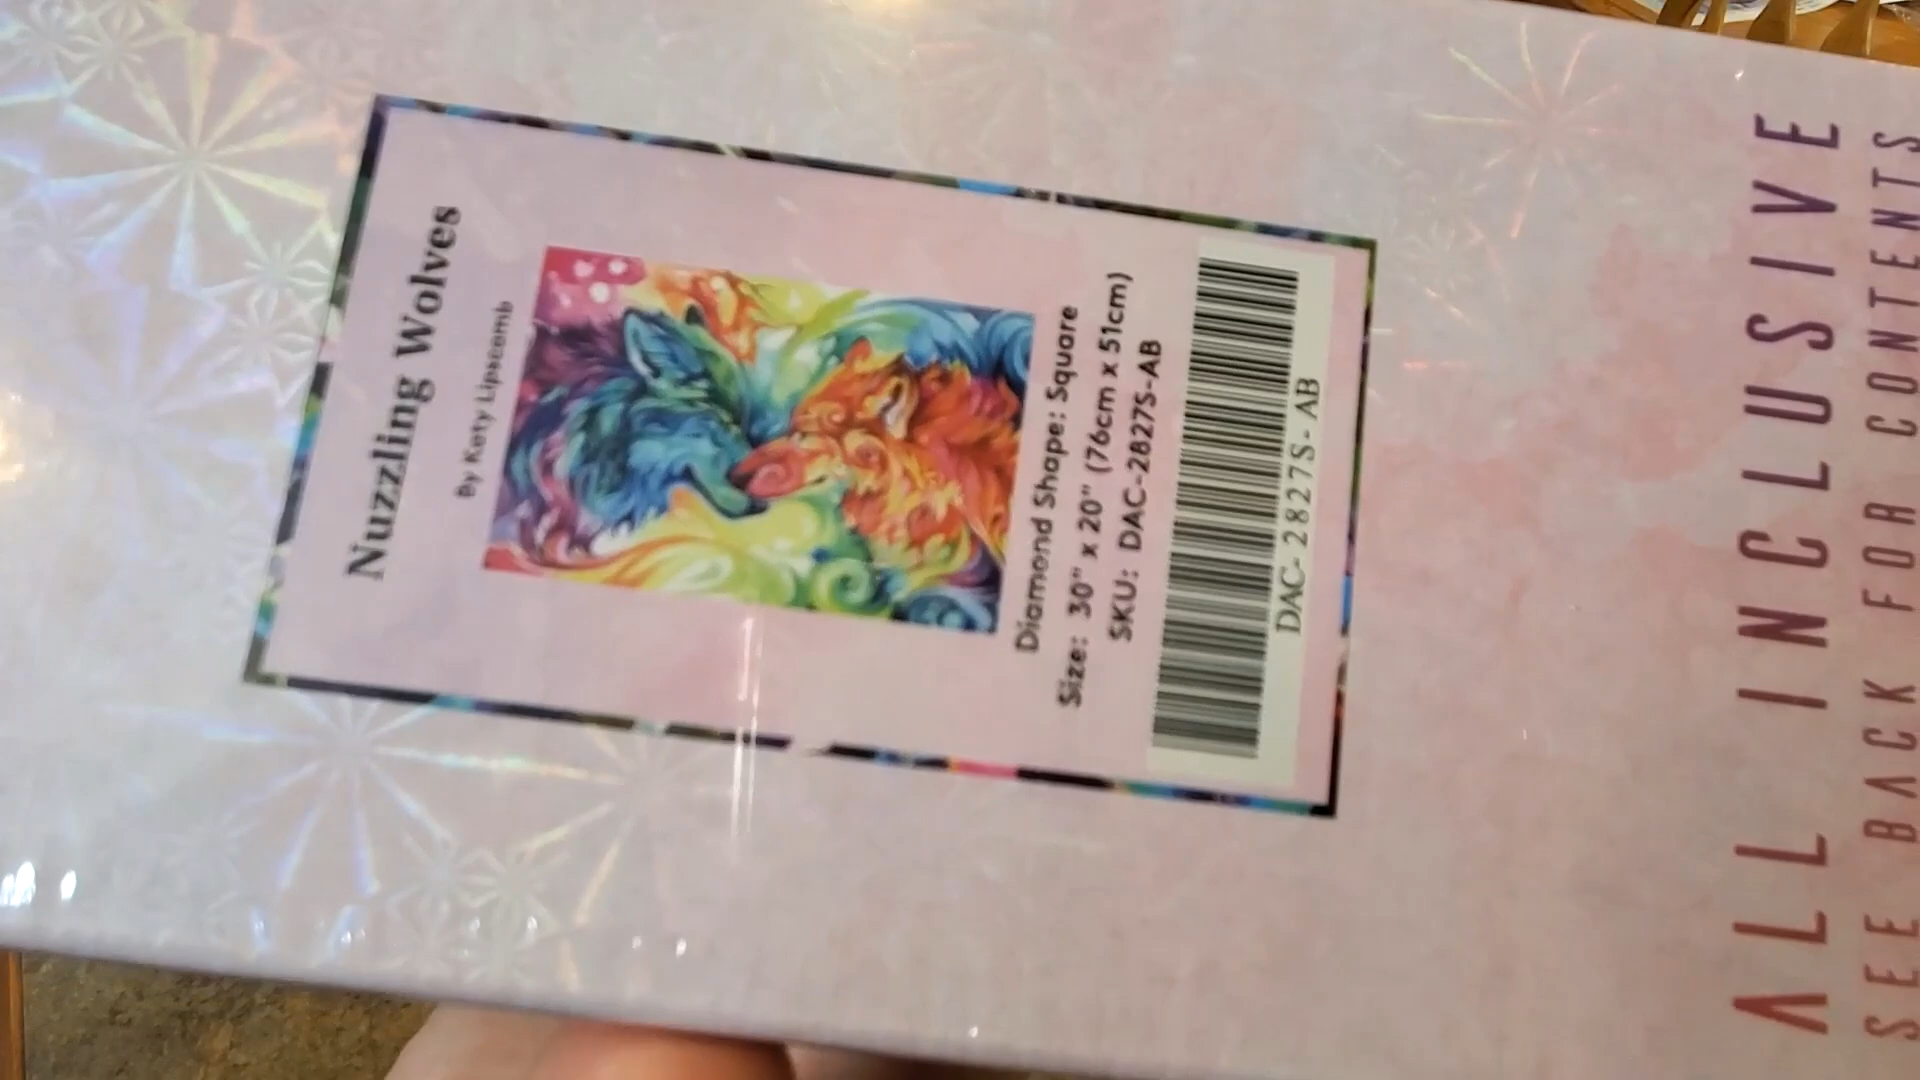 Nuzzling Wolves
By Kety Lipscomb
Diamond Shape: Square
Size: 30" x 20" (76cm x 51cm)
SKU: DAC-2827S-AB
DAC- 2827S- AB
ALL INCLUSIVE
SEE BACK FOR CONTENTS